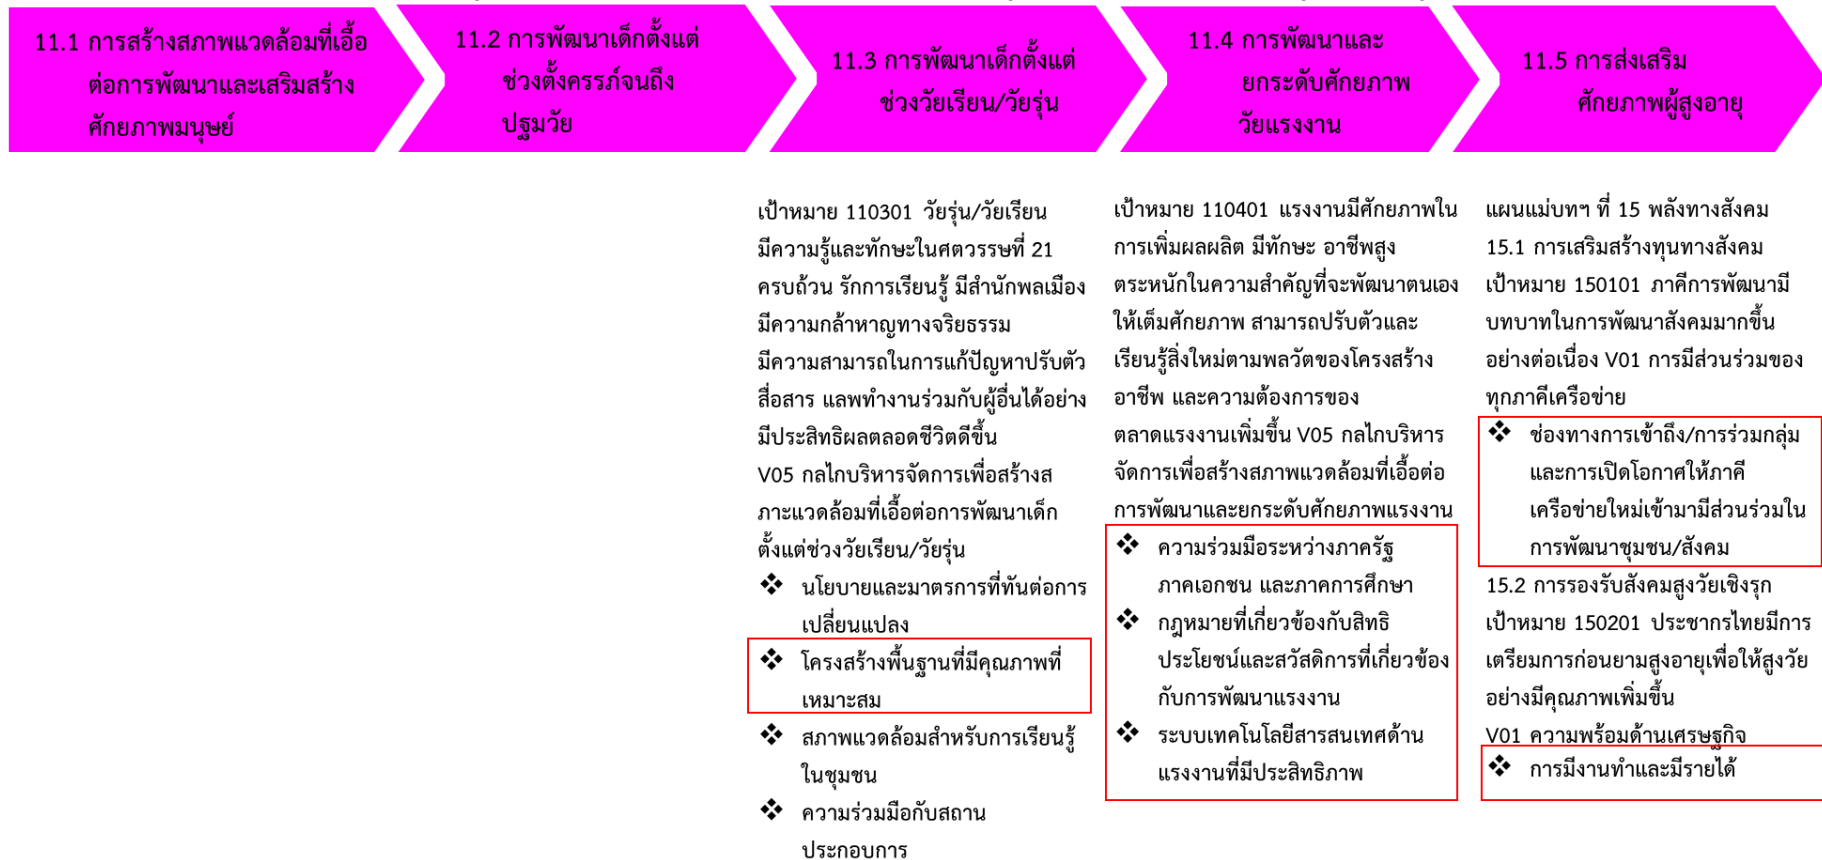 11.1 การสร้างสภาพแวดล้อมที่เอื้อ
ต่อการพัฒนาและเสริมสร้าง
ศักยภาพมนุษย์
11.2 การพัฒนาเด็กตั้งแต่
ช่วงตั้งครรภ์จนถึง
ปฐมวัย
11.3 การพัฒนาเด็กตั้งแต่
ช่วงวัยเรียน/วัยรุ่น
11.4 การพัฒนาและ
ยกระดับศักยภาพ
วัยแรงงาน
11.5 การส่งเสริม
ศักยภาพผู้สูงอายุ
เป้าหมาย 110301 วัยรุ่น/วัยเรียน
มีความรู้และทักษะในศตวรรษที่ 21
ครบถ้วน รักการเรียนรู้ มีสำนักพลเมือง
มีความกล้าหาญทางจริยธรรม
มีความสามารถในการแก้ปัญหาปรับตัว
สื่อสาร แลพทำงานร่วมกับผู้อื่นได้อย่าง
มีประสิทธิผลตลอดชีวิตดีขึ้น
V05 กลไกบริหารจัดการเพื่อสร้างส
ภาะแวดล้อมที่เอื้อต่อการพัฒนาเด็ก
ตั้งแต่ช่วงวัยเรียน/วัยรุ่น
❖ นโยบายและมาตรการที่ทันต่อการ
เปลี่ยนแปลง
❖ โครงสร้างพื้นฐานที่มีคุณภาพที่
เหมาะสม
❖ สภาพแวดล้อมสำหรับการเรียนรู้
ในชุมชน
❖ ความร่วมมือกับสถาน
ประกอบการ
เป้าหมาย 110401 แรงงานมีศักยภาพใน
การเพิ่มผลผลิต มีทักษะ อาชีพสูง
ตระหนักในความสำคัญที่จะพัฒนาตนเอง
ให้เต็มศักยภาพ สามารถปรับตัวและ
เรียนรู้สิ่งใหม่ตามพลวัตของโครงสร้าง
อาชีพ และความต้องการของ
ตลาดแรงงานเพิ่มขึ้น V05 กลไกบริหาร
จัดการเพื่อสร้างสภาพแวดล้อมที่เอื้อต่อ
การพัฒนาและยกระดับศักยภาพแรงงาน
❖ ความร่วมมือระหว่างภาครัฐ
ภาคเอกชน และภาคการศึกษา
❖ กฎหมายที่เกี่ยวข้องกับสิทธิ
ประโยชน์และสวัสดิการที่เกี่ยวข้อง
กับการพัฒนาแรงงาน
❖ ระบบเทคโนโลยีสารสนเทศด้าน
แรงงานที่มีประสิทธิภาพ
แผนแม่บทฯ ที่ 15 พลังทางสังคม
15.1 การเสริมสร้างทุนทางสังคม
เป้าหมาย 150101 ภาคีการพัฒนามี
บทบาทในการพัฒนาสังคมมากขึ้น
อย่างต่อเนื่อง V01 การมีส่วนร่วมของ
ทุกภาคีเครือข่าย
❖ ช่องทางการเข้าถึง/การร่วมกลุ่ม
และการเปิดโอกาสให้ภาคี
เครือข่ายใหม่เข้ามามีส่วนร่วมใน
การพัฒนาชุมชน/สังคม
15.2 การรองรับสังคมสูงวัยเชิงรุก
เป้าหมาย 150201 ประชากรไทยมีการ
เตรียมการก่อนยามสูงอายุเพื่อให้สูงวัย
อย่างมีคุณภาพเพิ่มขึ้น
V01 ความพร้อมด้านเศรษฐกิจ
❖ การมีงานทำและมีรายได้